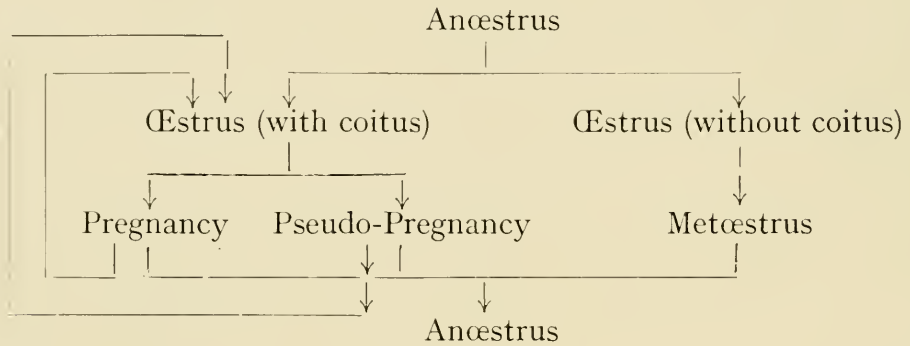 Anœstrus
Œstrus (with coitus) Œstrus (without coitus)
Pregnancy Pseudo-Pregnancy Metœstrus
Anœstrus